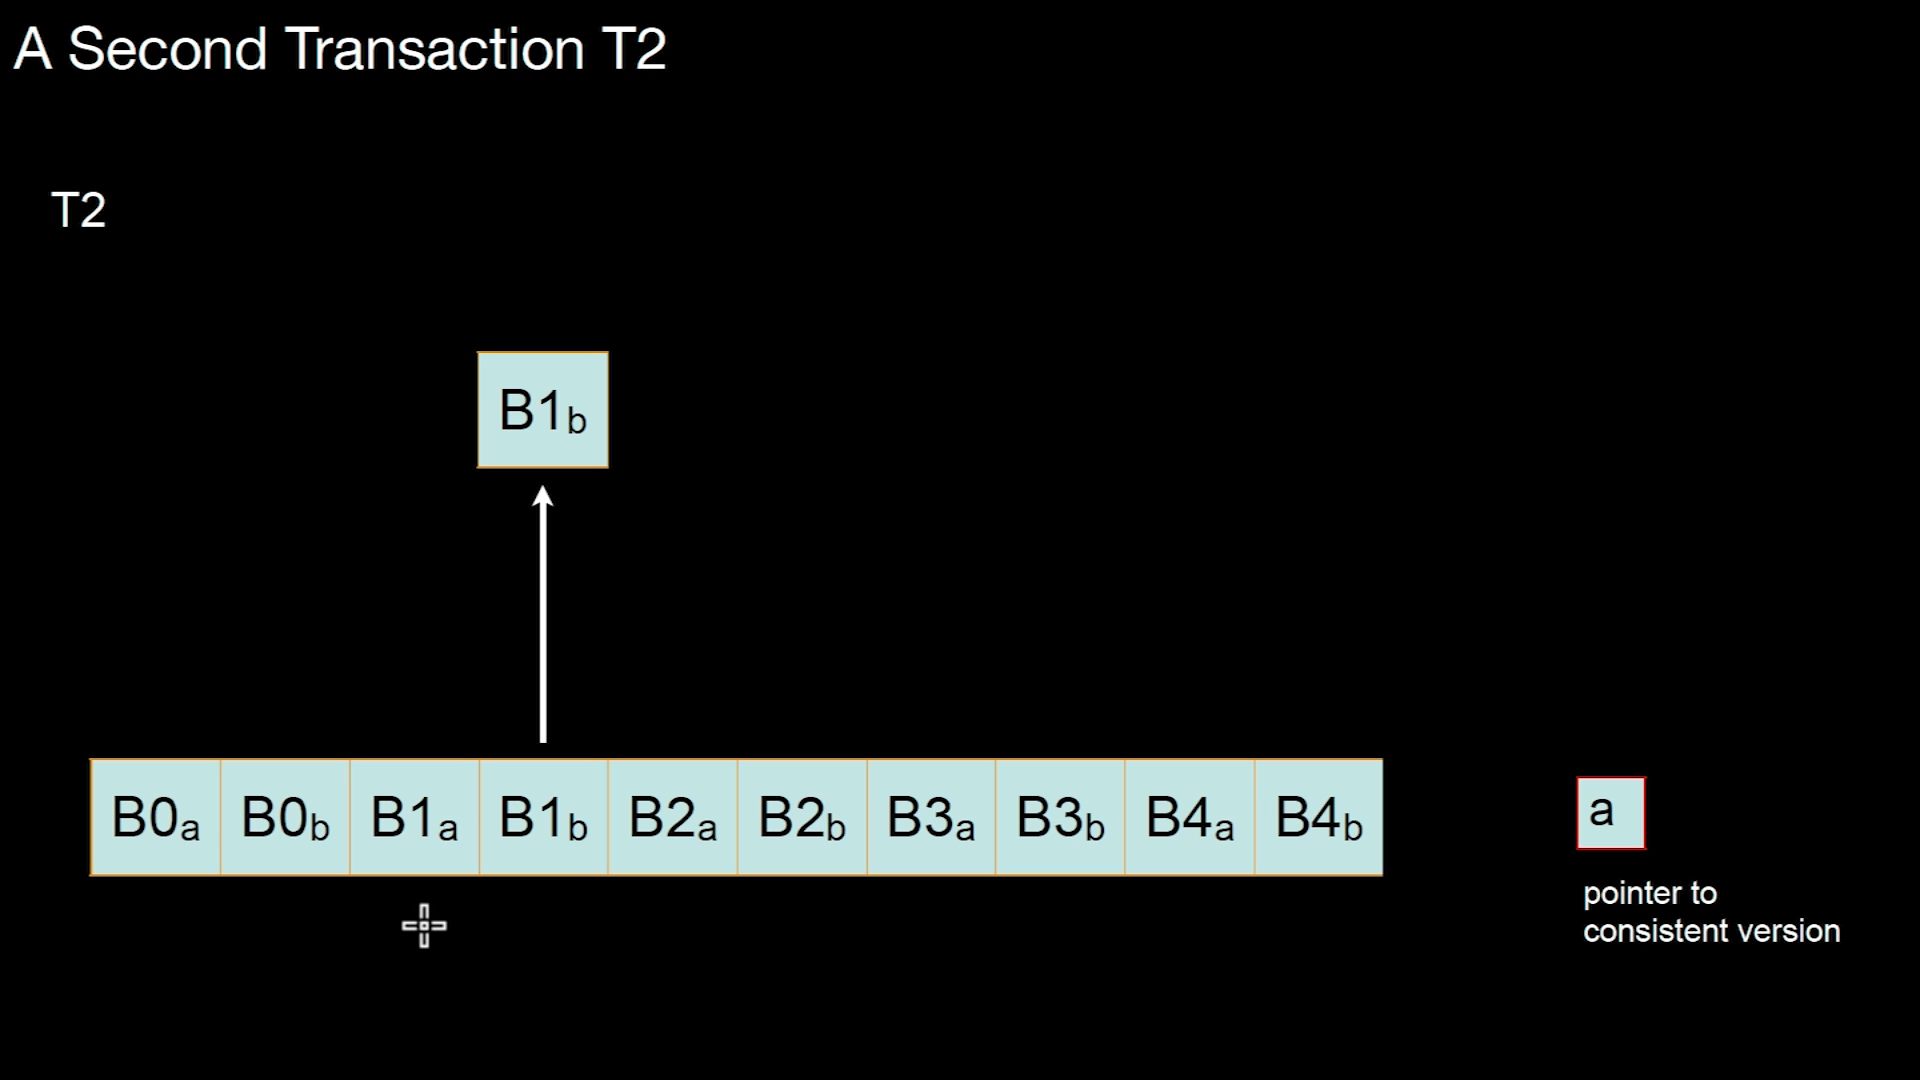 A Second Transaction T2
T2
B1b
B0a B0b B1a B1b B2a B2b B3a B3b B4a B4b
a
pointer to
consistent version